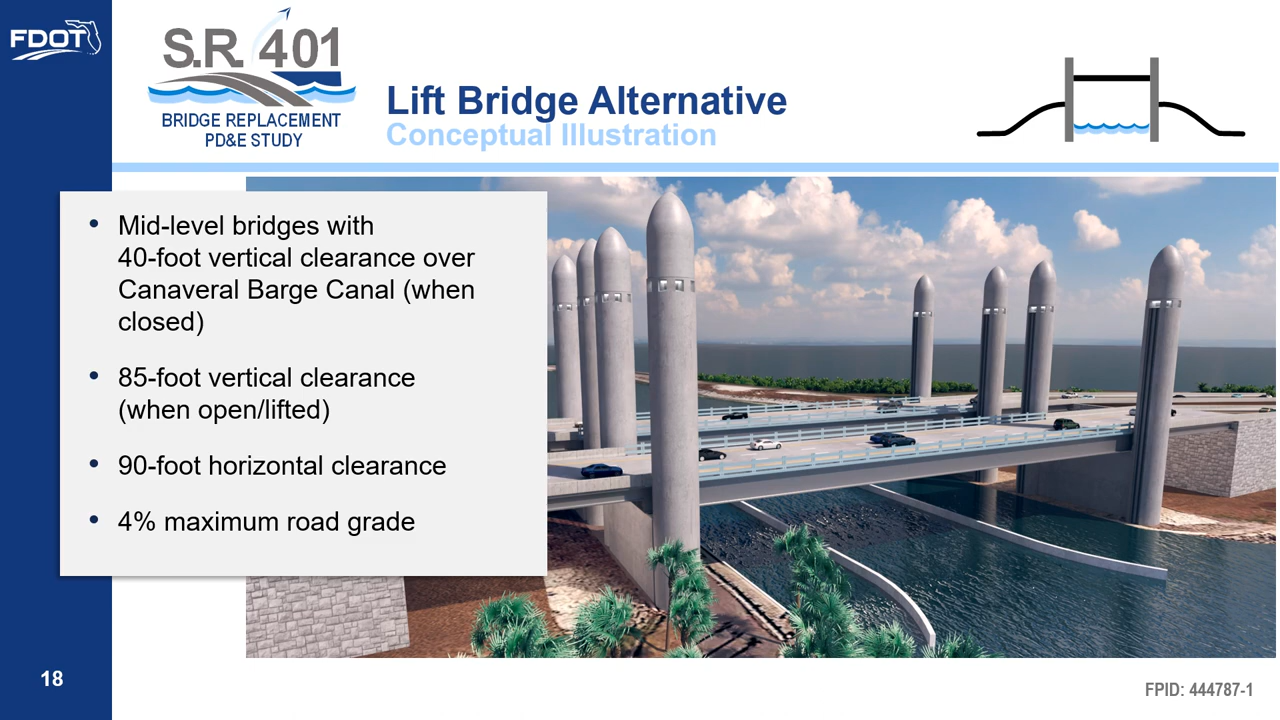 FDOT
S.R. 401
BRIDGE REPLACEMENT
PD&E STUDY
Lift Bridge Alternative
Conceptual Illustration
• Mid-level bridges with
40-foot vertical clearance over
Canaveral Barge Canal (when
closed)
• 85-foot vertical clearance
(when open/lifted)
• 90-foot horizontal clearance
• 4% maximum road grade
18
FPID: 444787-1